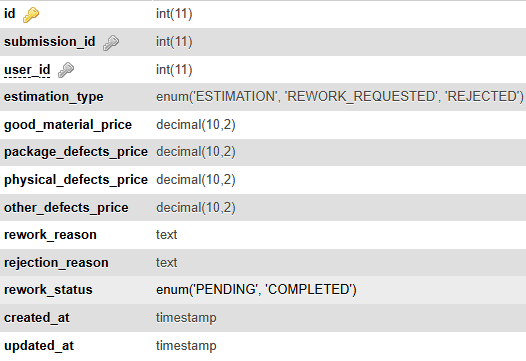 id int(11)
submission_id int(11)
user_id int(11)
estimation_type enum('ESTIMATION', 'REWORK_REQUESTED', 'REJECTED')
good_material_price decimal(10,2)
package_defects_price decimal(10,2)
physical_defects_price decimal(10,2)
other_defects_price decimal(10,2)
rework_reason text
rejection_reason text
rework_status enum('PENDING', 'COMPLETED')
created_at timestamp
updated_at timestamp